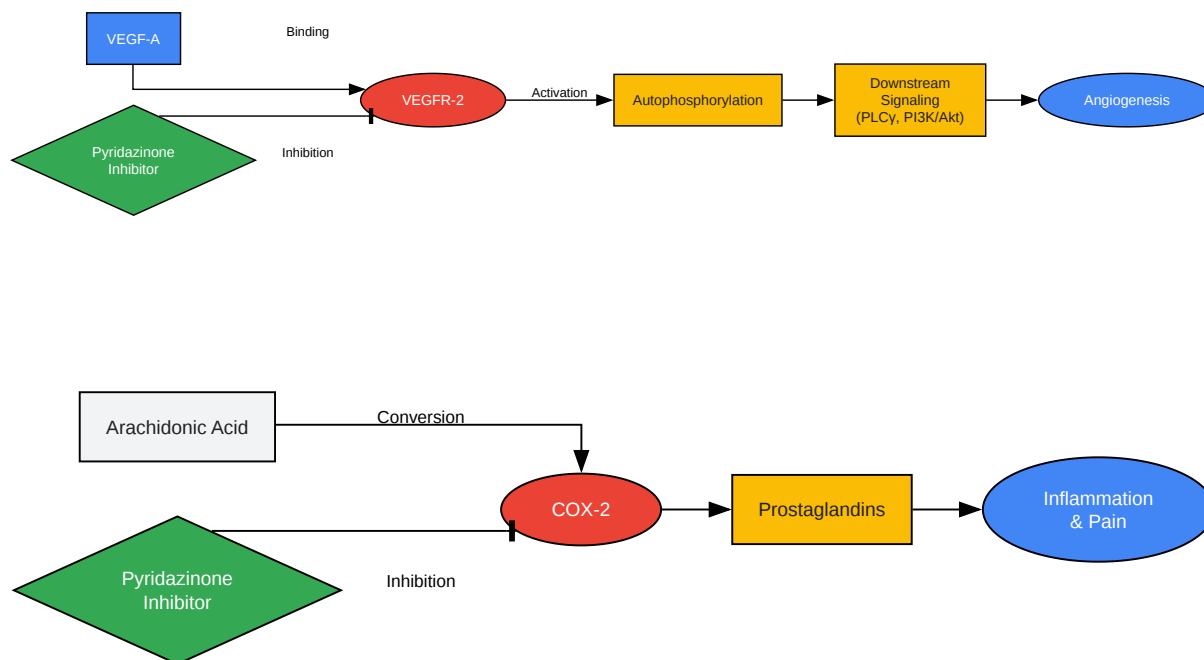 VEGF-A
Binding
VEGFR-2
Activation
Autophosphorylation
Downstream
Signaling
(PLCγ, PI3K/Akt)
Angiogenesis
Pyridazinone
Inhibitor
Inhibition
Arachidonic Acid
Conversion
COX-2
Prostaglandins
Inflammation
& Pain
Pyridazinone
Inhibitor
Inhibition